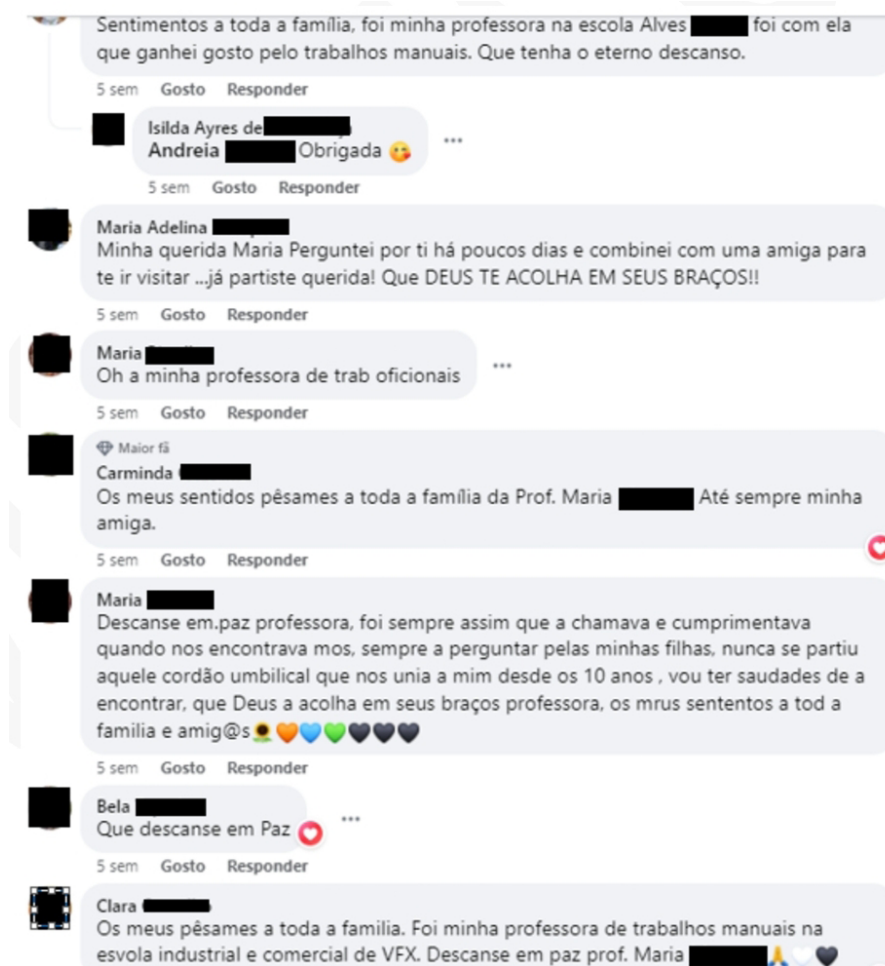 Sentimentos a toda a família, foi minha professora na escola Alves foi com ela
que ganhei gosto pelo trabalhos manuais. Que tenha o eterno descanso.
5 sem Gosto Responder
Isilda Ayres de
Andreia Obrigada 😘
5 sem Gosto Responder
Maria Adelina
Minha querida Maria Perguntei por ti há poucos dias e combinei com uma amiga para
te ir visitar ...já partiste querida! Que DEUS TE ACOLHA EM SEUS BRAÇOS!!
5 sem Gosto Responder
Maria
Oh a minha professora de trab oficionais
5 sem Gosto Responder
Maior fã
Carminda
Os meus sentidos pêsames a toda a família da Prof. Maria Até sempre minha
amiga.
5 sem Gosto Responder
Maria
Descanse em.paz professora, foi sempre assim que a chamava e cumprimentava
quando nos encontrava mos, sempre a perguntar pelas minhas filhas, nunca se partiu
aquele cordão umbilical que nos unia a mim desde os 10 anos , vou ter saudades de a
encontrar, que Deus a acolha em seus braços professora, os mrus sententos a tod a
familia e amig@s🌻🧡💙💚🖤🖤🖤
5 sem Gosto Responder
Bela
Que descanse em Paz
5 sem Gosto Responder
Clara
Os meus pêsames a toda a familia. Foi minha professora de trabalhos manuais na
esvola industrial e comercial de VFX. Descanse em paz prof. Maria 🙏🤍🖤